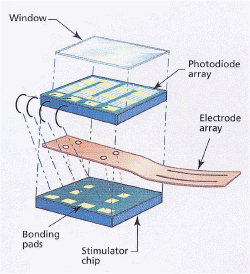 Window
Photodiode
array
Electrode
array
Bonding
pads
Stimulator
chip